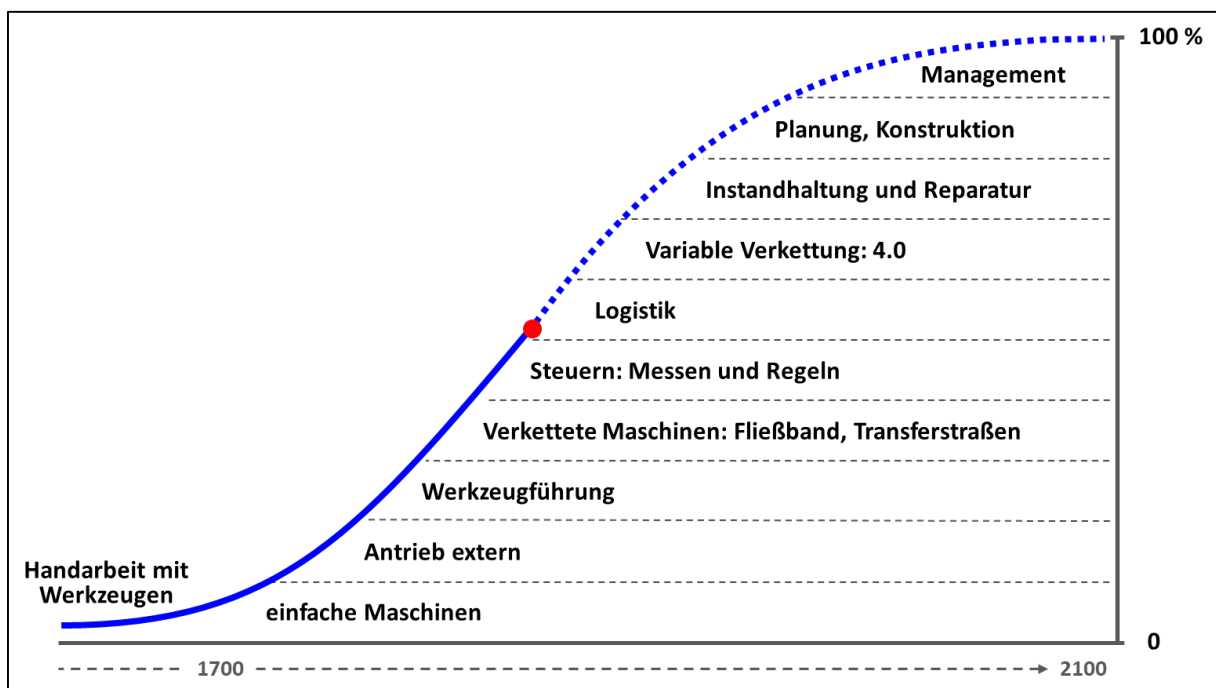 100 %
Management
Planung, Konstruktion
Instandhaltung und Reparatur
Variable Verkettung: 4.0
Logistik
Steuern: Messen und Regeln
Verkettete Maschinen: Fließband, Transferstraßen
Werkzeugführung
Antrieb extern
Handarbeit mit
Werkzeugen
einfache Maschinen
0
1700
2100